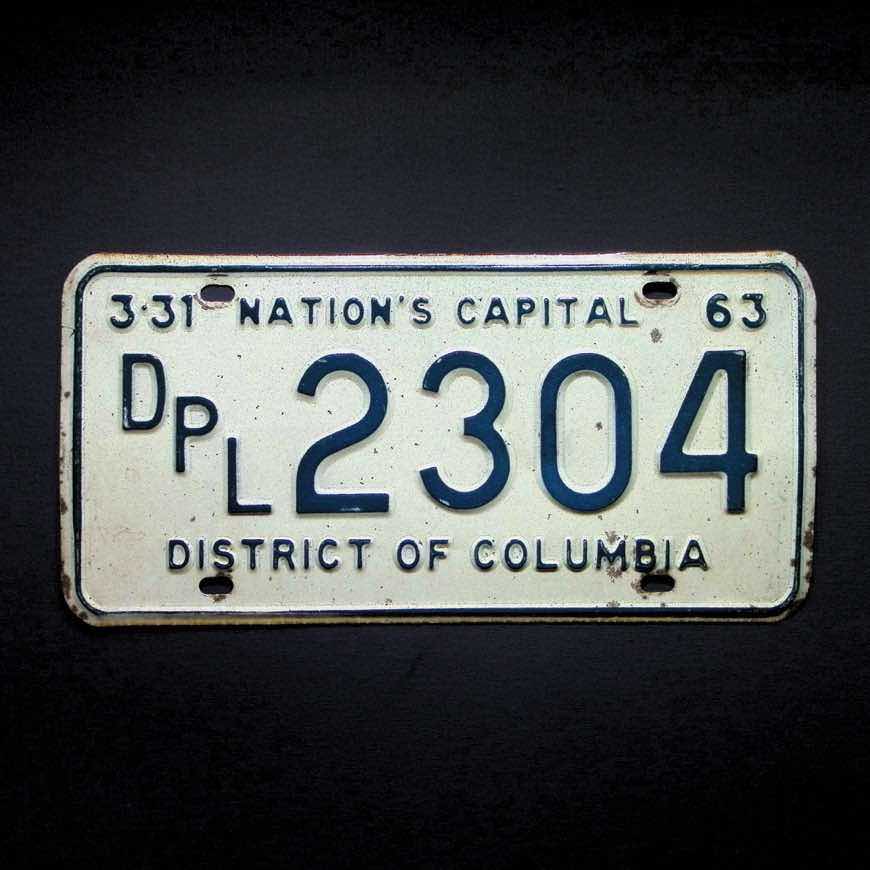 3·31 NATION'S CAPITAL 63
DPL 2304
DISTRICT OF COLUMBIA